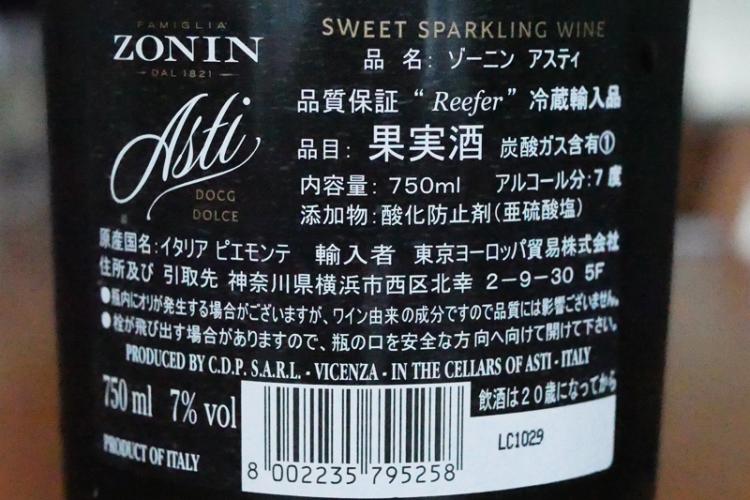 FAMIGLIA
ZONIN
DAL 1821
Asti
DOCG
DOLCE
SWEET SPARKLING WINE
品 名: ゾーニン アスティ
品質保証 “ Reefer ” 冷蔵輸入品
品目: 果実酒 炭酸ガス含有①
内容量: 750ml アルコール分:7度
添加物:酸化防止剤(亜硫酸塩)
原産国名:イタリア ピエモンテ 輸入者 東京ヨーロッパ貿易株式会社
住所及び 引取先 神奈川県横浜市西区北幸 2-9-30 5F
●瓶内にオリが発生する場合がございますが、ワイン由来の成分ですので品質には影響ございません。
●栓が飛び出す場合がありますので、瓶の口を安全な方向へ向けて開けて下さい。
PRODUCED BY C.D.P. S.A.R.L. - VICENZA - IN THE CELLARS OF ASTI - ITALY
750 ml 7% vol
飲酒は20歳になってから
LC1029
PRODUCT OF ITALY
8 002235 795258